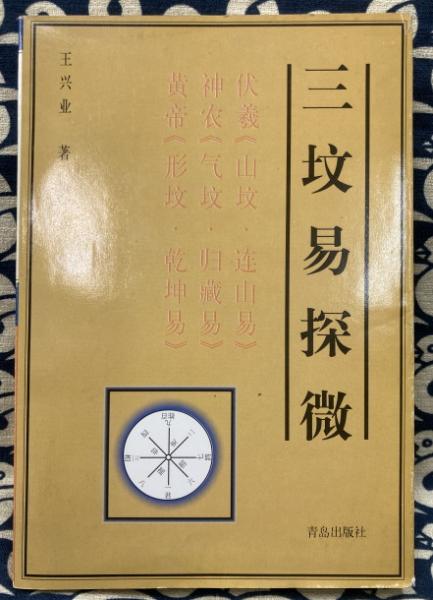 三坟易探微
伏羲《山坟·连山易》
神农《气坟·归藏易》
黄帝《形坟·乾坤易》
王兴业 著
青岛出版社